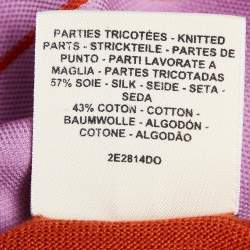 PARTIES TRICOTÉES - KNITTED
PARTS - STRICKTEILE - PARTES DE
PUNTO - PARTI LAVORATE A
MAGLIA - PARTES TRICOTADAS
57% SOIE - SILK - SEIDE - SETA -
SEDA
43% COTON - COTTON -
BAUMWOLLE - ALGODÓN -
COTONE - ALGODÃO
2E2814DO